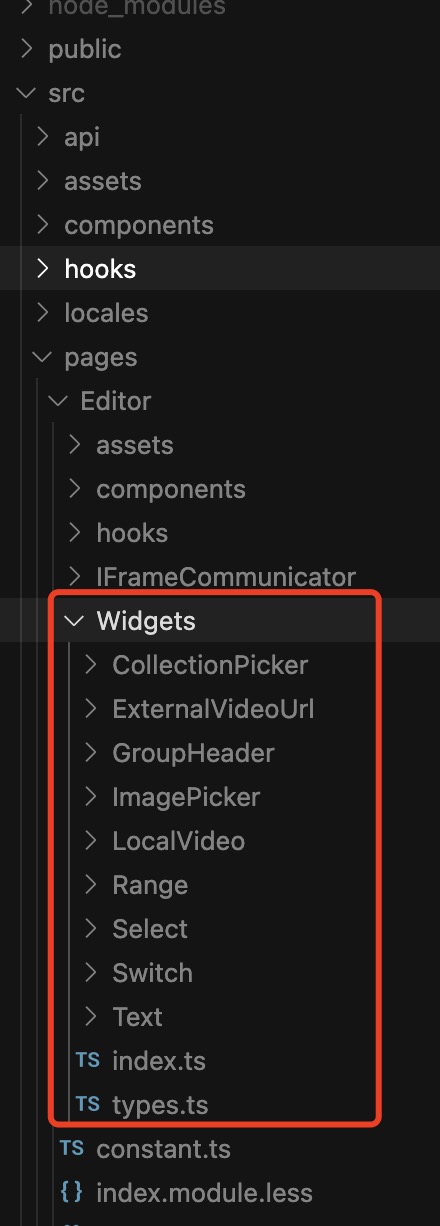 node_modules
public
src
api
assets
components
hooks
locales
pages
Editor
assets
components
hooks
IFrameCommunicator
Widgets
CollectionPicker
ExternalVideoUrl
GroupHeader
ImagePicker
LocalVideo
Range
Select
Switch
Text
TS index.ts
TS types.ts
TS constant.ts
{} index.module.less